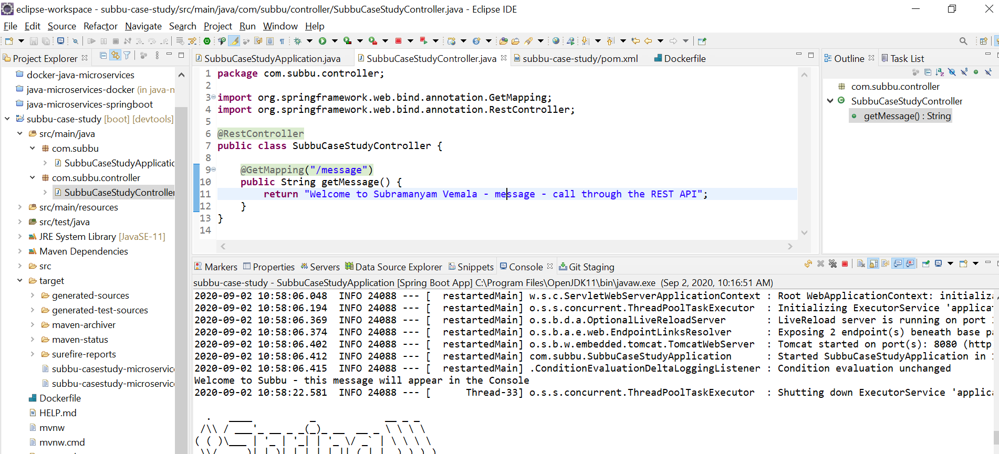 eclipse-workspace - subbu-case-study/src/main/java/com/subbu/controller/SubbuCaseStudyController.java - Eclipse IDE
File Edit Source Refactor Navigate Search Project Run Window Help
Project Explorer
docker-java-microservices
java-microservices-docker (in java-n
java-microservices-springboot
subbu-case-study [boot] [devtools]
src/main/java
com.subbu
SubbuCaseStudyApplicatic
com.subbu.controller
SubbuCaseStudyController
src/main/resources
src/test/java
JRE System Library [JavaSE-11]
Maven Dependencies
src
target
generated-sources
generated-test-sources
maven-archiver
maven-status
surefire-reports
subbu-casestudy-microservic
subbu-casestudy-microservic
Dockerfile
HELP.md
mvnw
mvnw.cmd
SubbuCaseStudyApplication.java SubbuCaseStudyController.java subbu-case-study/pom.xml Dockerfile
1 package com.subbu.controller;
2
3 import org.springframework.web.bind.annotation.GetMapping;
4 import org.springframework.web.bind.annotation.RestController;
5
6 @RestController
7 public class SubbuCaseStudyController {
8
9 @GetMapping("/message")
10 public String getMessage() {
11 return "Welcome to Subramanyam Vemala - message - call through the REST API";
12 }
13 }
14
Outline Task List
com.subbu.controller
SubbuCaseStudyController
getMessage() : String
Markers Properties Servers Data Source Explorer Snippets Console Git Staging
subbu-case-study - SubbuCaseStudyApplication [Spring Boot App] C:\Program Files\OpenJDK11\bin\javaw.exe (Sep 2, 2020, 10:16:51 AM)
2020-09-02 10:58:06.048 INFO 24088 --- [ restartedMain] w.s.c.ServletWebServerApplicationContext : Root WebApplicationContext: initializa
2020-09-02 10:58:06.194 INFO 24088 --- [ restartedMain] o.s.s.concurrent.ThreadPoolTaskExecutor : Initializing ExecutorService 'applicat
2020-09-02 10:58:06.369 INFO 24088 --- [ restartedMain] o.s.b.d.a.OptionalLiveReloadServer : LiveReload server is running on port
2020-09-02 10:58:06.374 INFO 24088 --- [ restartedMain] o.s.b.a.e.web.EndpointLinksResolver : Exposing 2 endpoint(s) beneath base pa
2020-09-02 10:58:06.402 INFO 24088 --- [ restartedMain] o.s.b.w.embedded.tomcat.TomcatWebServer : Tomcat started on port(s): 8080 (http
2020-09-02 10:58:06.412 INFO 24088 --- [ restartedMain] com.subbu.SubbuCaseStudyApplication : Started SubbuCaseStudyApplication in
2020-09-02 10:58:06.415 INFO 24088 --- [ restartedMain] .ConditionEvaluationDeltaLoggingListener : Condition evaluation unchanged
Welcome to Subbu - this message will appear in the Console
2020-09-02 10:58:22.581 INFO 24088 --- [ Thread-33] o.s.s.concurrent.ThreadPoolTaskExecutor : Shutting down ExecutorService 'applica